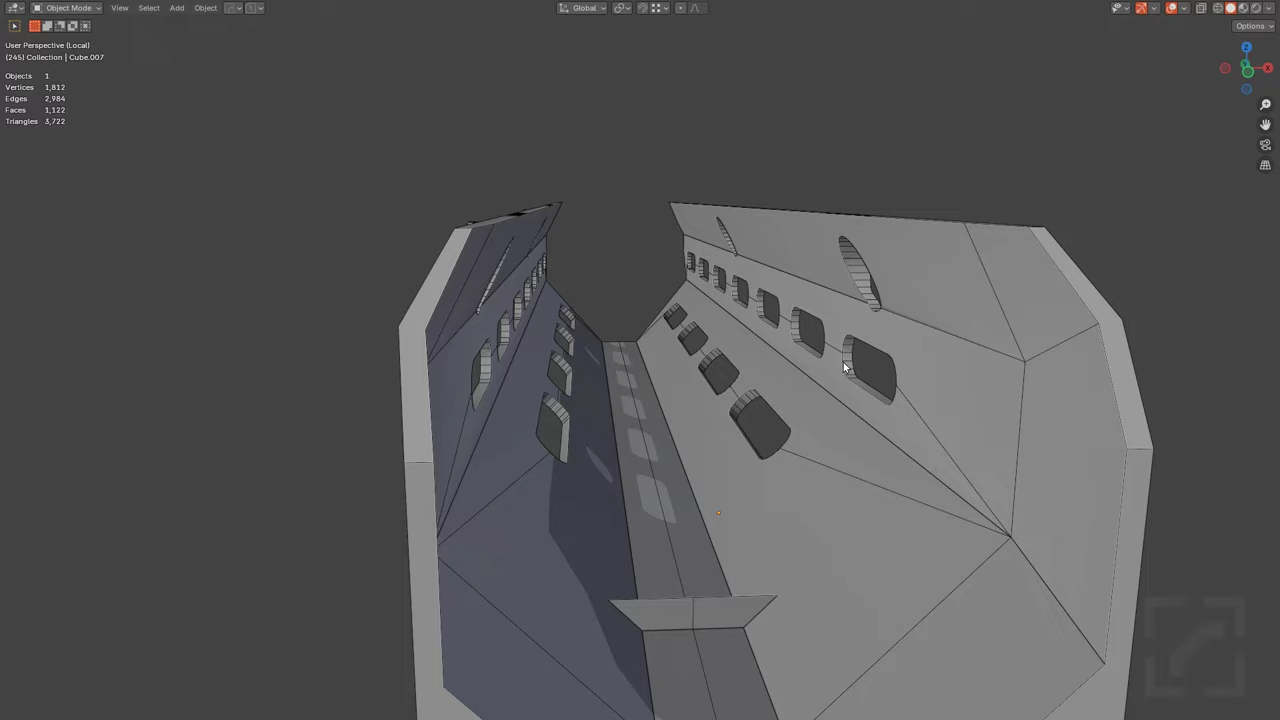 Object Mode View Select Add Object Global
Options
User Perspective (Local)
(245) Collection | Cube.007
Objects 1
Vertices 1,812
Edges 2,984
Faces 1,122
Triangles 3,722
Z
X